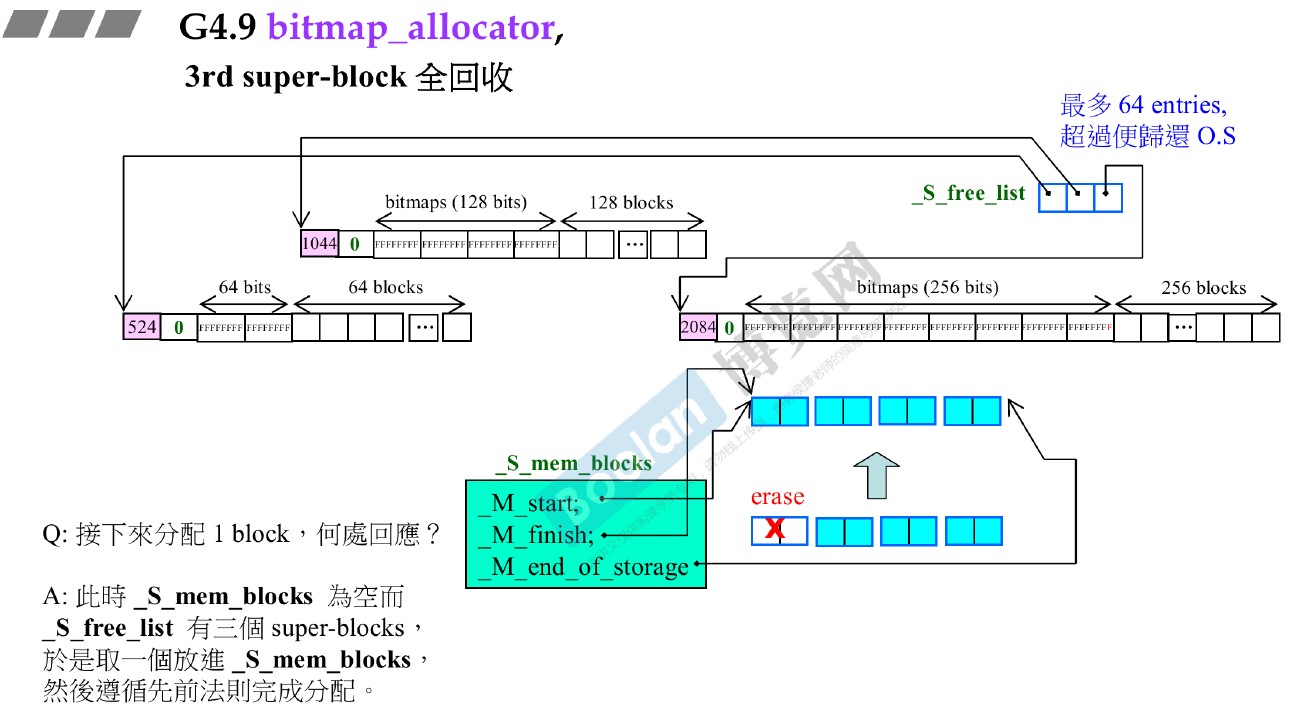 G4.9 bitmap_allocator,
3rd super-block 全回收
最多 64 entries,
超過便歸還 O.S
_S_free_list
bitmaps (128 bits)
128 blocks
1044 0 FFFFFFFF FFFFFFFF FFFFFFFF FFFFFFFF ...
64 bits
64 blocks
bitmaps (256 bits)
256 blocks
524 0 FFFFFFFF FFFFFFFF ...
2084 0 FFFFFFFF FFFFFFFF FFFFFFFF FFFFFFFF FFFFFFFF FFFFFFFF FFFFFFFF FFFFFFFF ...
Boolan 博览网
_S_mem_blocks
_M_start;
_M_finish;
_M_end_of_storage
erase
X
Q: 接下來分配 1 block，何處回應？
A: 此時 _S_mem_blocks 為空而
_S_free_list 有三個 super-blocks，
於是取一個放進 _S_mem_blocks，
然後遵循先前法則完成分配。